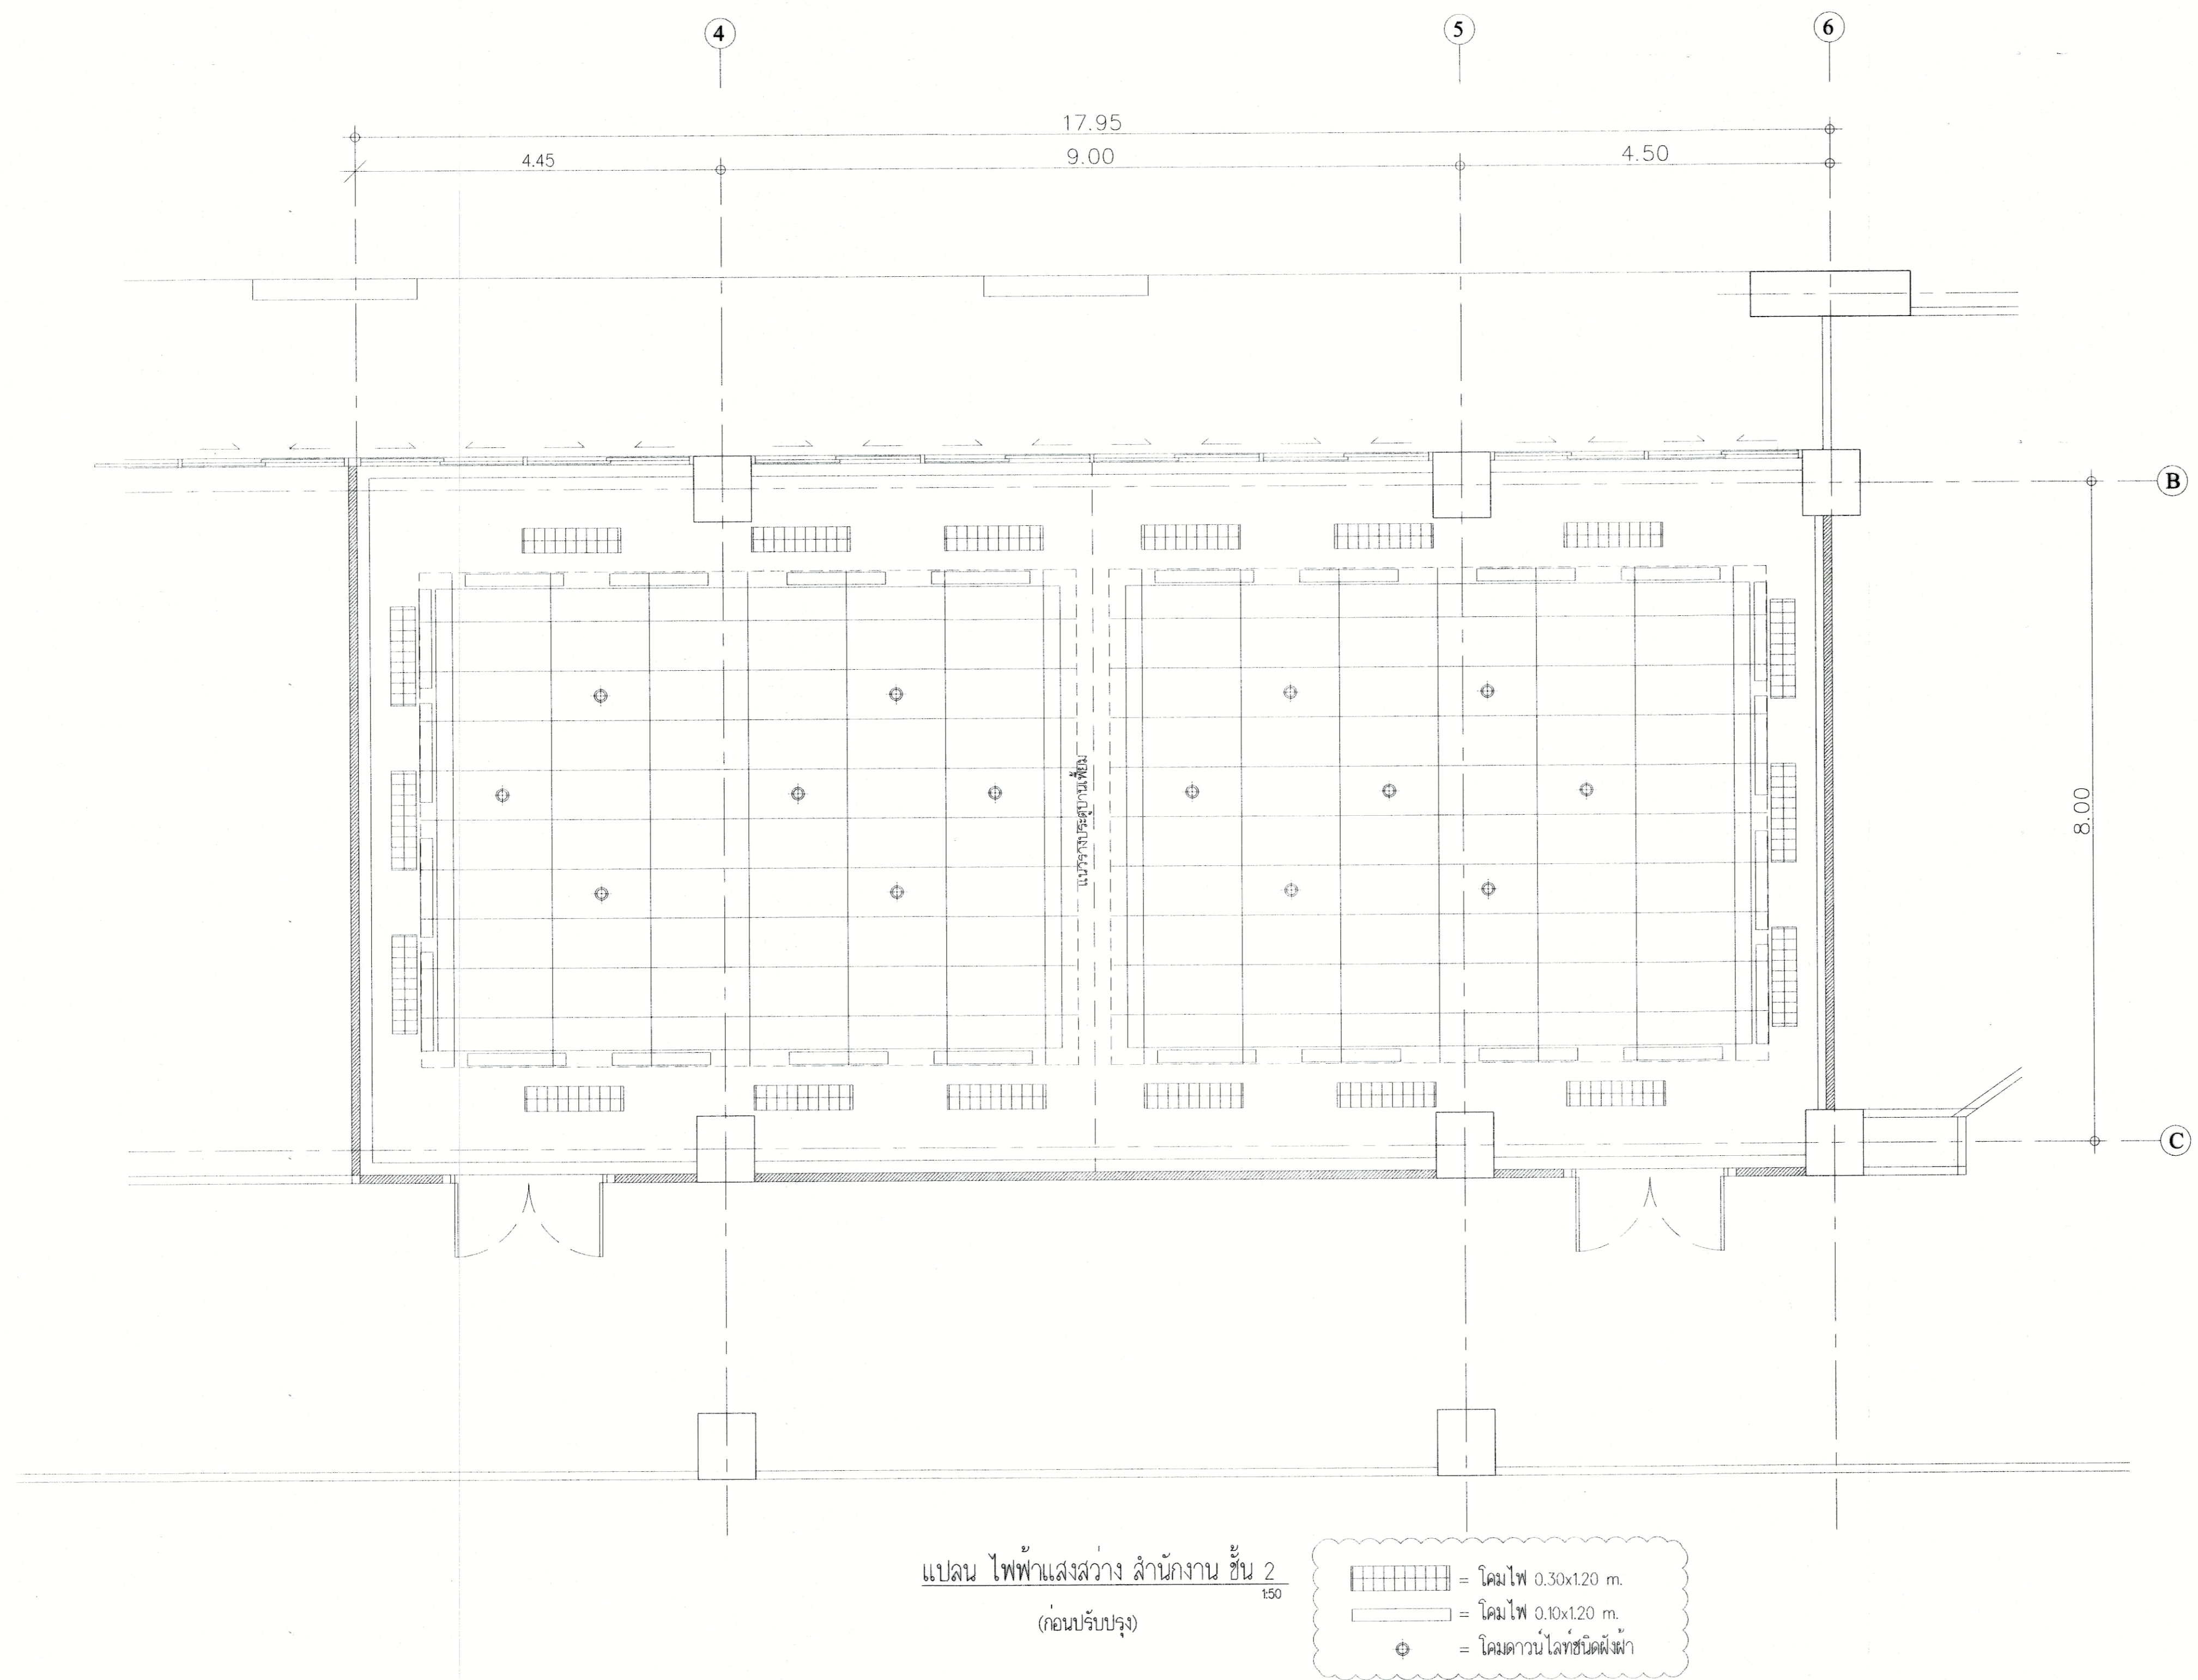 4
5
6
17.95
4.45
9.00
4.50
B
แนวรางประตูบานเฟี้ยม
8.00
C
แปลน ไฟฟ้าแสงสว่าง สำนักงาน ชั้น 2
1:50
(ก่อนปรับปรุง)
= โคมไฟ 0.30x1.20 m.
= โคมไฟ 0.10x1.20 m.
= โคมดาวน์ไลท์ชนิดฝังฝ้า